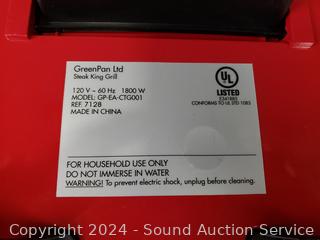 GreenPan Ltd
Steak King Grill
120 V ~ 60 Hz 1800 W
MODEL: GP-EA-CTG001
REF. 7128
MADE IN CHINA
UL
LISTED
E341885
CONFORMS TO UL STD 1083
FOR HOUSEHOLD USE ONLY
DO NOT IMMERSE IN WATER
WARNING! To prevent electric shock, unplug before cleaning.
Copyright 2024 - Sound Auction Service